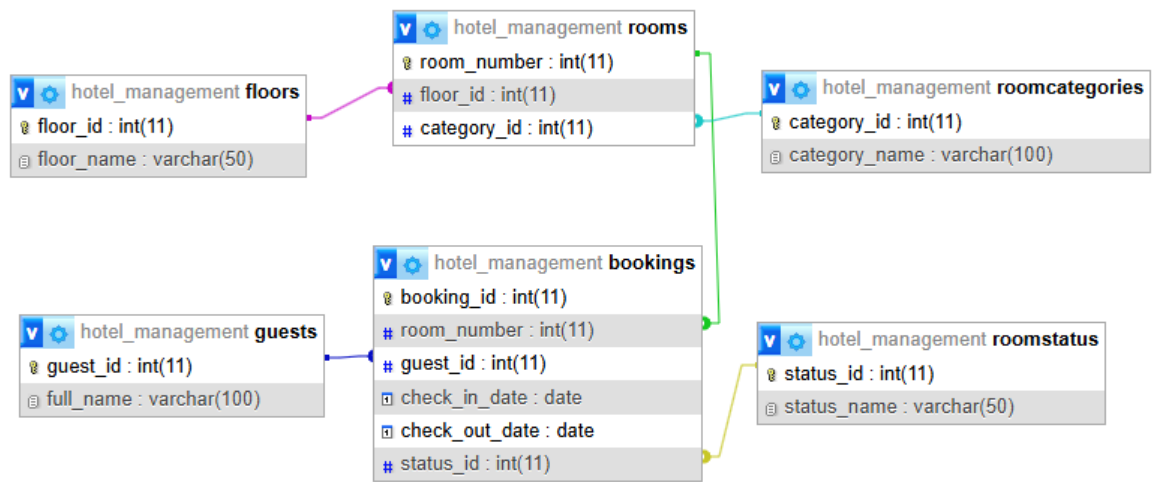 hotel_management floors
floor_id : int(11)
floor_name : varchar(50)
hotel_management rooms
room_number : int(11)
# floor_id : int(11)
# category_id : int(11)
hotel_management roomcategories
category_id : int(11)
category_name : varchar(100)
hotel_management guests
guest_id : int(11)
full_name : varchar(100)
hotel_management bookings
booking_id : int(11)
# room_number : int(11)
# guest_id : int(11)
check_in_date : date
check_out_date : date
# status_id : int(11)
hotel_management roomstatus
status_id : int(11)
status_name : varchar(50)